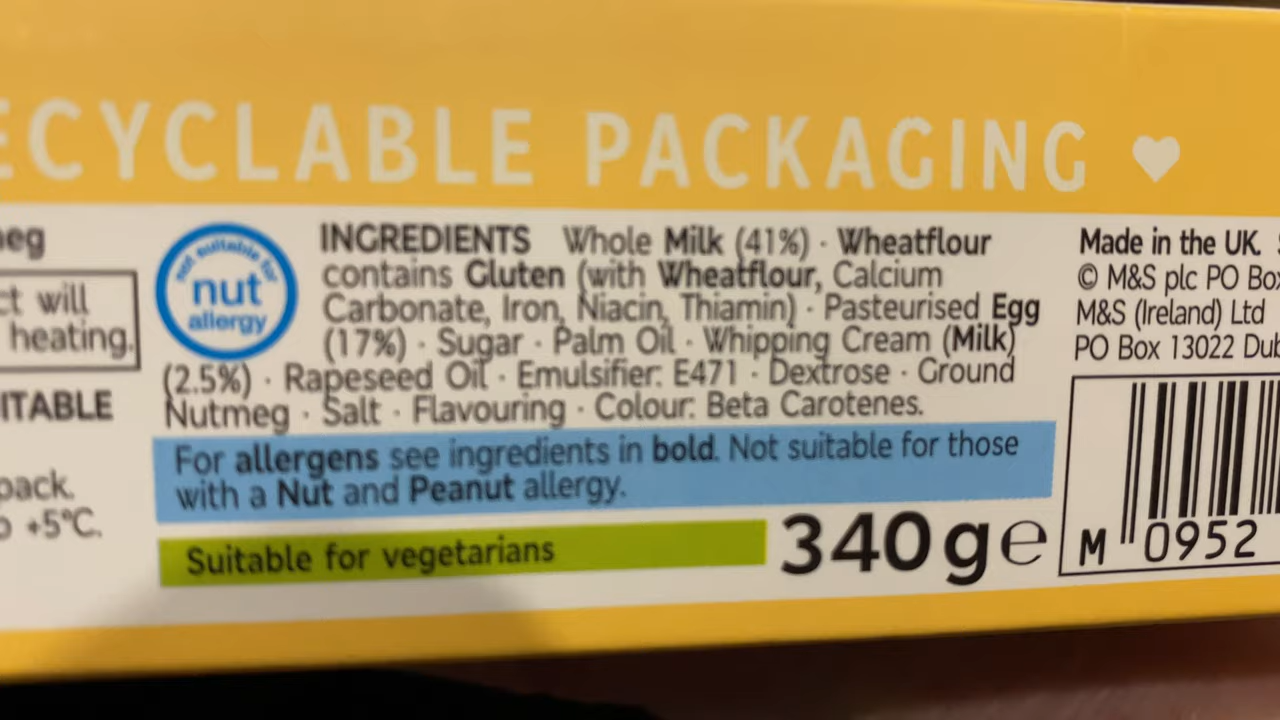 ECYCLABLE PACKAGING
eg
ct will
heating.
ITABLE
pack.
+5°C.
not suitable for
nut
allergy
INGREDIENTS Whole Milk (41%) · Wheatflour
contains Gluten (with Wheatflour, Calcium
Carbonate, Iron, Niacin, Thiamin) · Pasteurised Egg
(17%) · Sugar · Palm Oil · Whipping Cream (Milk)
(2.5%) · Rapeseed Oil · Emulsifier: E471 · Dextrose · Ground
Nutmeg · Salt · Flavouring · Colour: Beta Carotenes.
For allergens see ingredients in bold. Not suitable for those
with a Nut and Peanut allergy.
Suitable for vegetarians
340g e
Made in the UK.
© M&S plc PO Box
M&S (Ireland) Ltd
PO Box 13022 Dub
M 0952